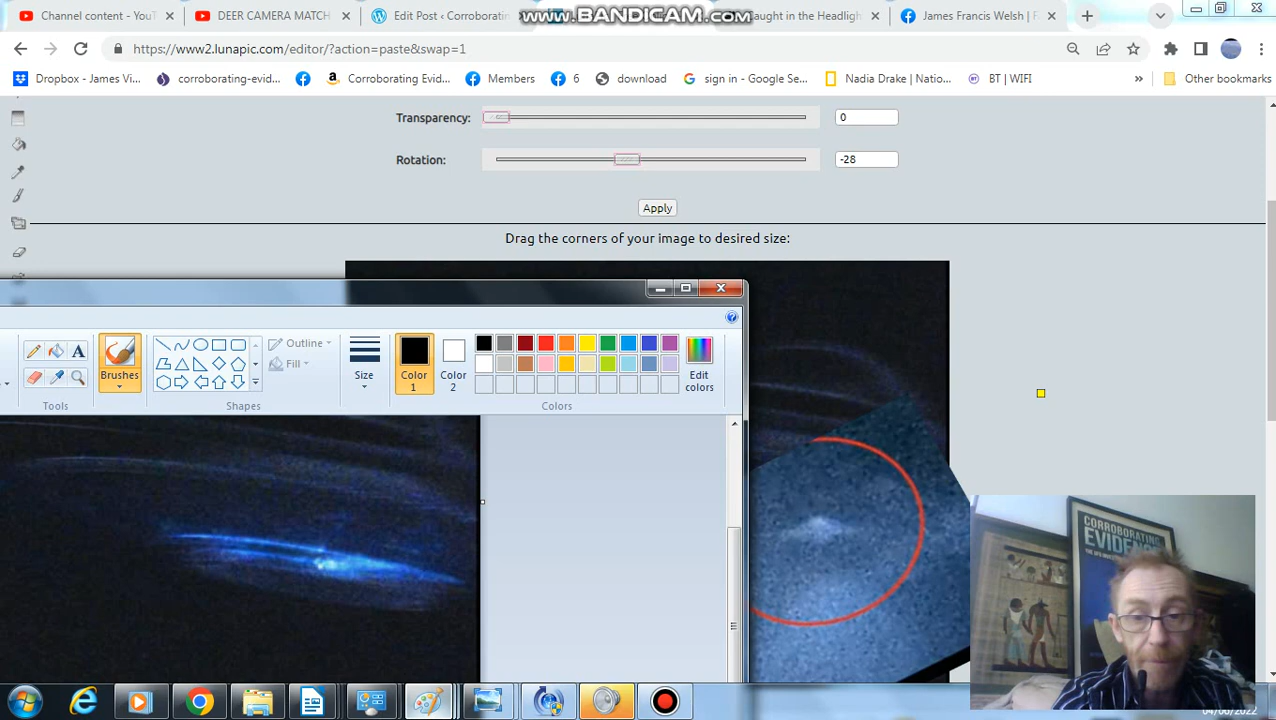 Channel content - YouT
DEER CAMERA MATCH
Edit Post ‹ Corroborating
www.BANDICAM.com
aught in the Headligh
James Francis Welsh | F
https://www2.lunapic.com/editor/?action=paste&swap=1
Dropbox - James Vi...
corroborating-evid...
Corroborating Evid...
Members
6
download
sign in - Google Se...
Nadia Drake | Natio...
BT | WIFI
»
Other bookmarks
Transparency:
0
Rotation:
-28
Apply
Drag the corners of your image to desired size:
Brushes
Outline
Fill
Size
Color 1
Color 2
Edit colors
Tools
Shapes
Colors
CORROBORATING
EVIDENCE
04/06/2022